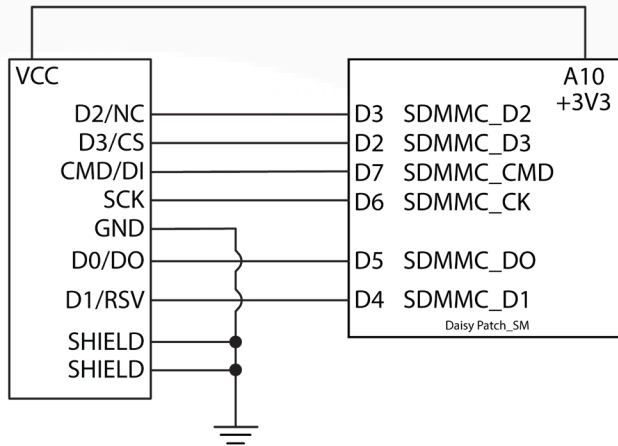 VCC
A10
+3V3
D2/NC D3 SDMMC_D2
D3/CS D2 SDMMC_D3
CMD/DI D7 SDMMC_CMD
SCK D6 SDMMC_CK
GND
D0/DO D5 SDMMC_DO
D1/RSV D4 SDMMC_D1
Daisy Patch_SM
SHIELD
SHIELD